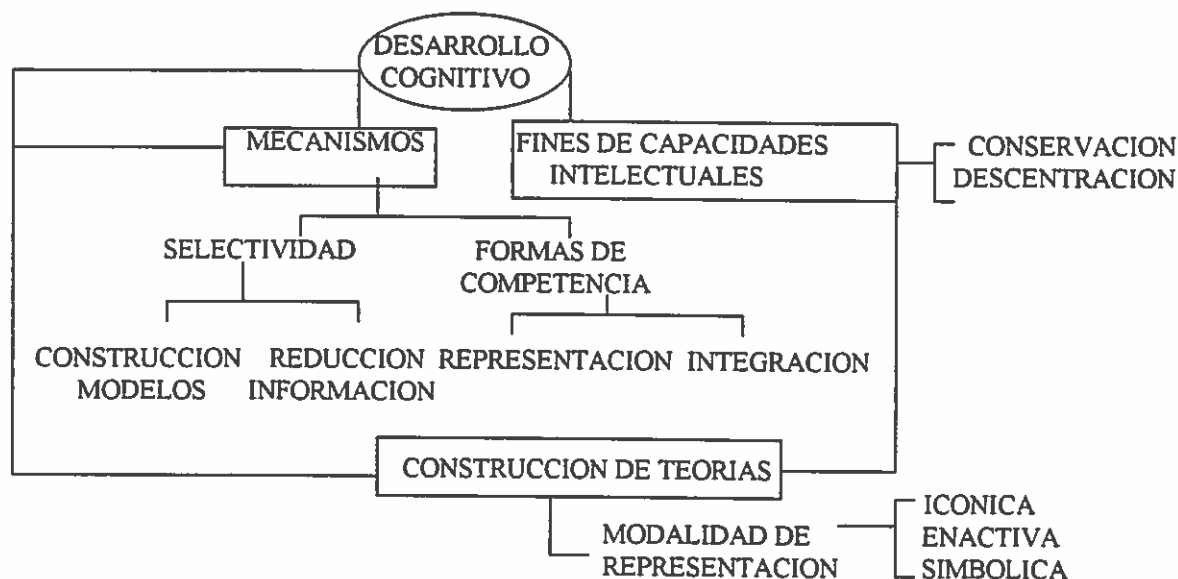 DESARROLLO
COGNITIVO
MECANISMOS
FINES DE CAPACIDADES
INTELECTUALES
CONSERVACION
DESCENTRACION
SELECTIVIDAD
FORMAS DE
COMPETENCIA
CONSTRUCCION
MODELOS
REDUCCION
INFORMACION
REPRESENTACION
INTEGRACION
CONSTRUCCION DE TEORIAS
MODALIDAD DE
REPRESENTACION
ICONICA
ENACTIVA
SIMBOLICA